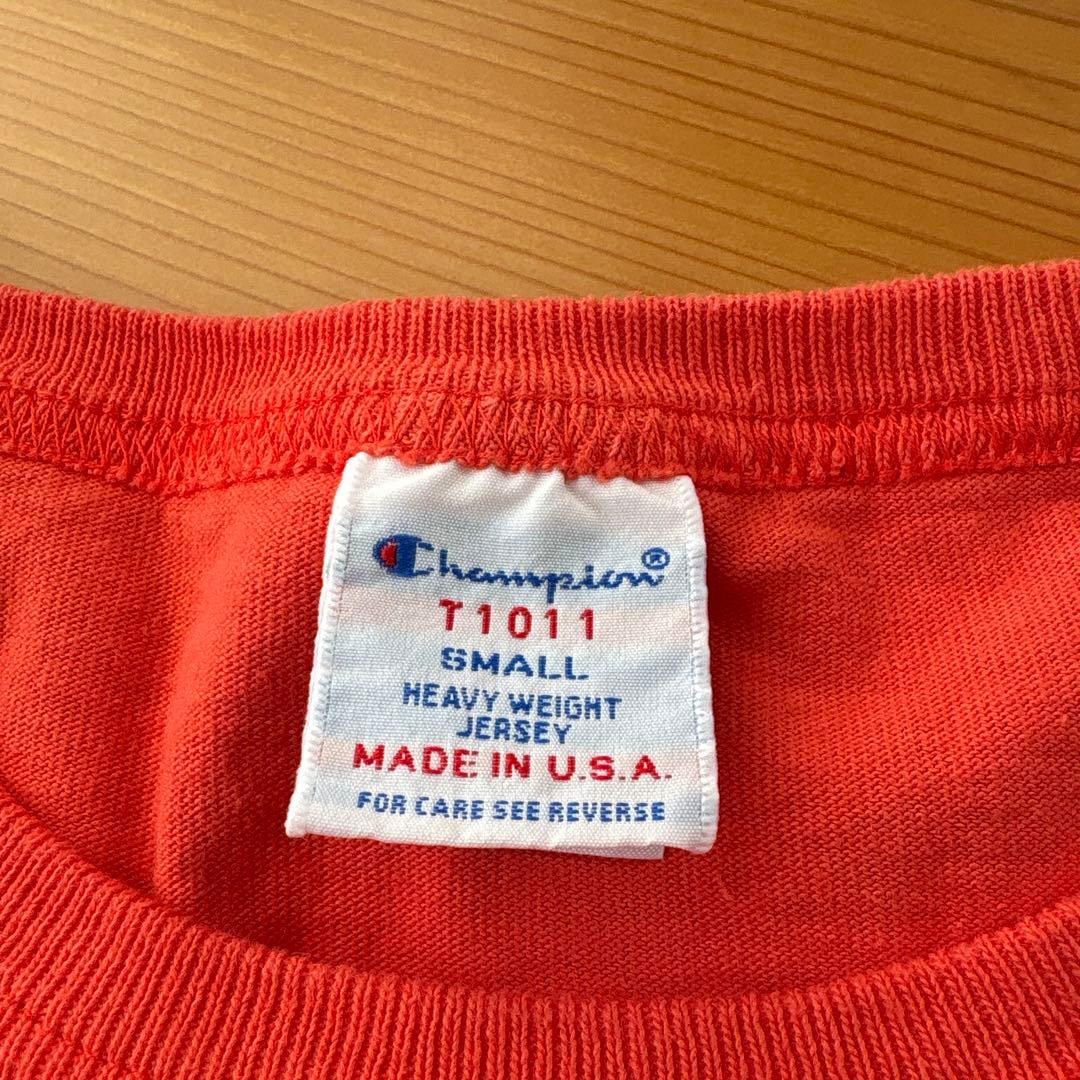 Champion®
T1011
SMALL
HEAVY WEIGHT
JERSEY
MADE IN U.S.A.
FOR CARE SEE REVERSE